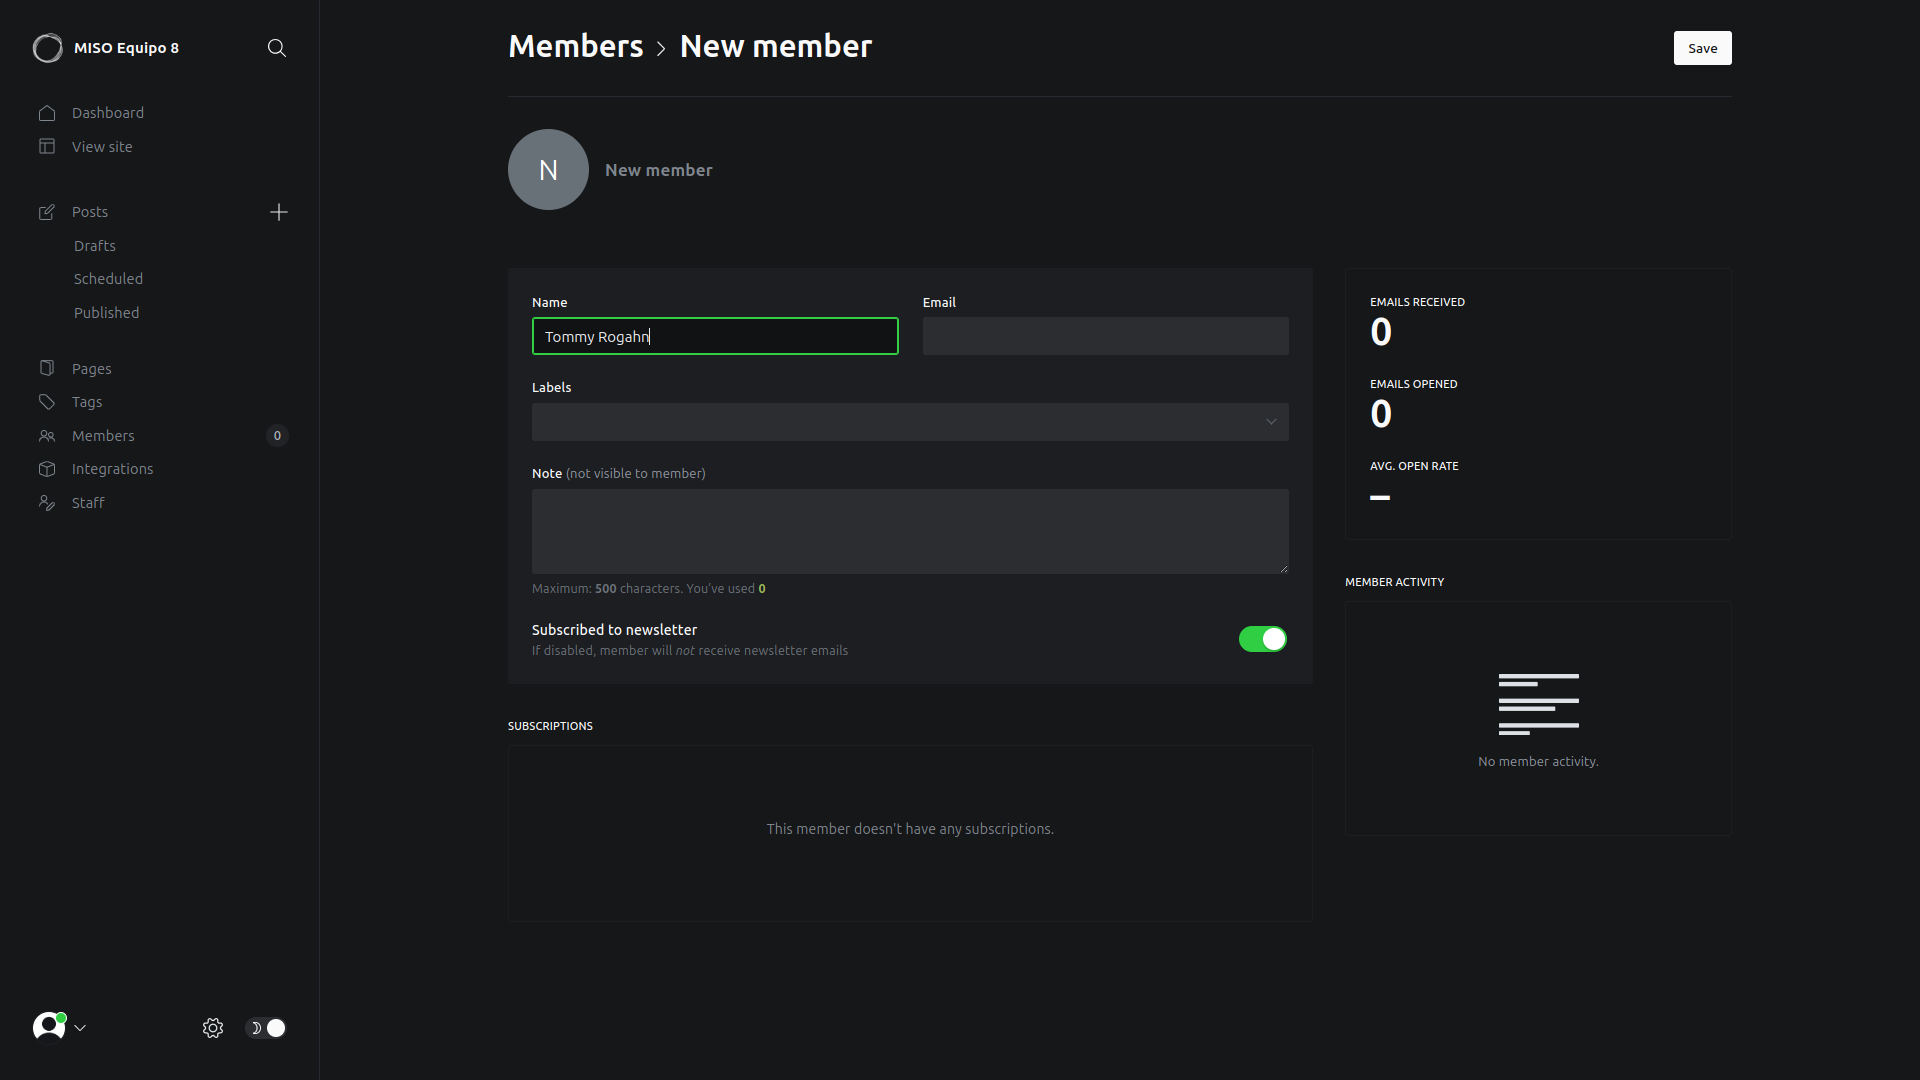 MISO Equipo 8
Dashboard
View site
Posts
Drafts
Scheduled
Published
Pages
Tags
Members
0
Integrations
Staff
Members
New member
Save
N
New member
Name
Tommy Rogahn
Email
Labels
Note (not visible to member)
Maximum: 500 characters. You've used 0
Subscribed to newsletter
If disabled, member will not receive newsletter emails
SUBSCRIPTIONS
This member doesn't have any subscriptions.
EMAILS RECEIVED
0
EMAILS OPENED
0
AVG. OPEN RATE
–
MEMBER ACTIVITY
No member activity.